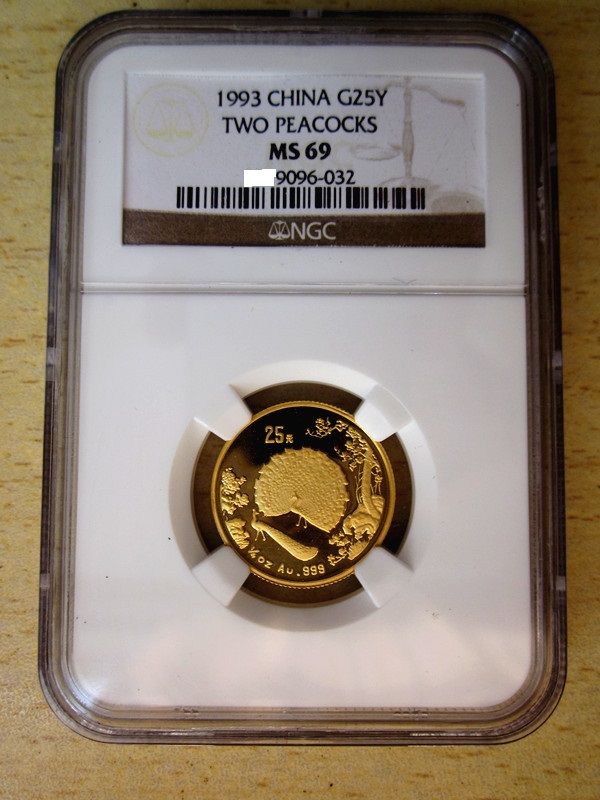 1993 CHINA G25Y
TWO PEACOCKS
MS 69
9096-032
NGC
25元
¼oz Au.999